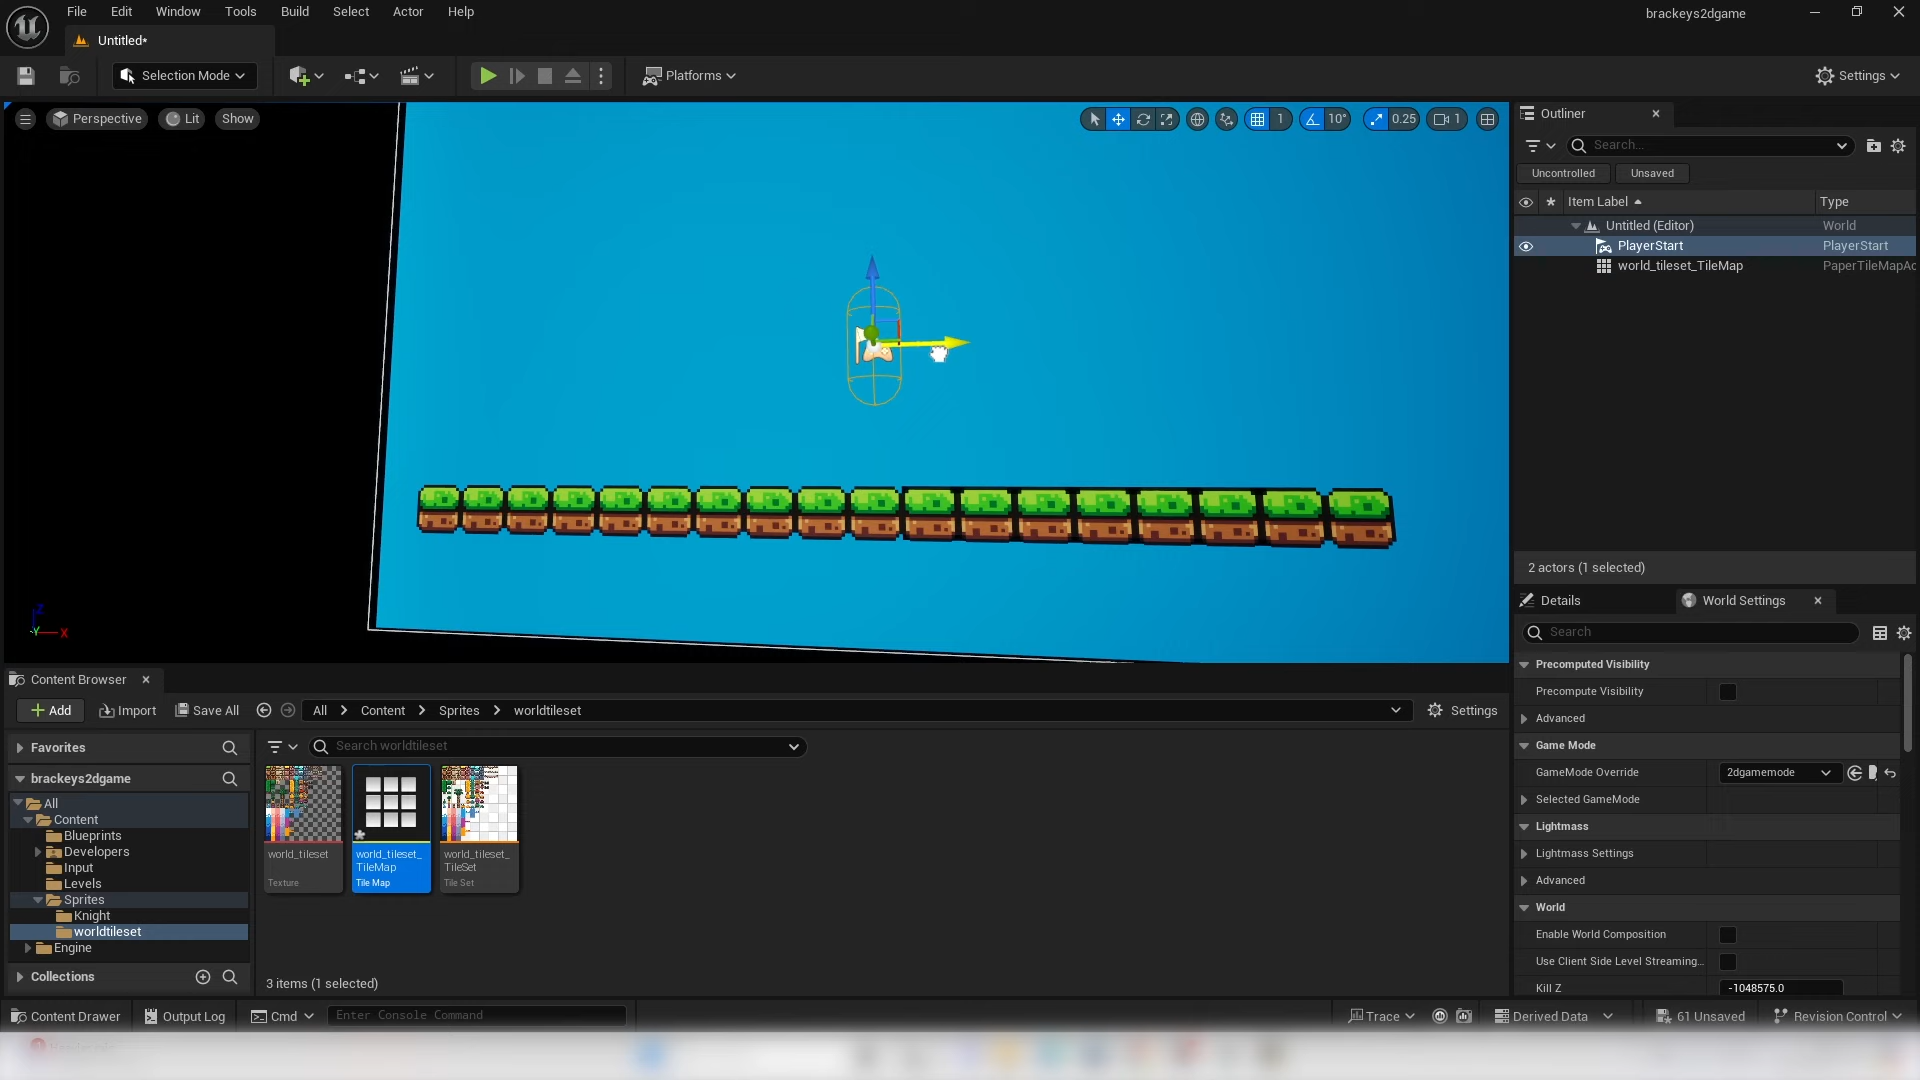 File Edit Window Tools Build Select Actor Help
brackeys2dgame
Untitled*
Selection Mode
Platforms
Settings
Perspective
Lit
Show
1
10°
0.25
1
Outliner
Search...
Uncontrolled
Unsaved
Item Label
Type
Untitled (Editor)
World
PlayerStart
PlayerStart
world_tileset_TileMap
PaperTileMapAc
2 actors (1 selected)
Z
Y
X
Details
World Settings
Search
Precomputed Visibility
Precompute Visibility
Advanced
Game Mode
GameMode Override
2dgamemode
Selected GameMode
Lightmass
Lightmass Settings
Advanced
World
Enable World Composition
Use Client Side Level Streaming...
Kill Z
-1048575.0
Content Browser
Add
Import
Save All
All
Content
Sprites
worldtileset
Settings
Favorites
brackeys2dgame
All
Content
Blueprints
Developers
Input
Levels
Sprites
Knight
worldtileset
Engine
Collections
Search worldtileset
world_tileset
Texture
world_tileset_
TileMap
Tile Map
world_tileset_
TileSet
Tile Set
3 items (1 selected)
Content Drawer
Output Log
Cmd
Enter Console Command
Trace
Derived Data
61 Unsaved
Revision Control